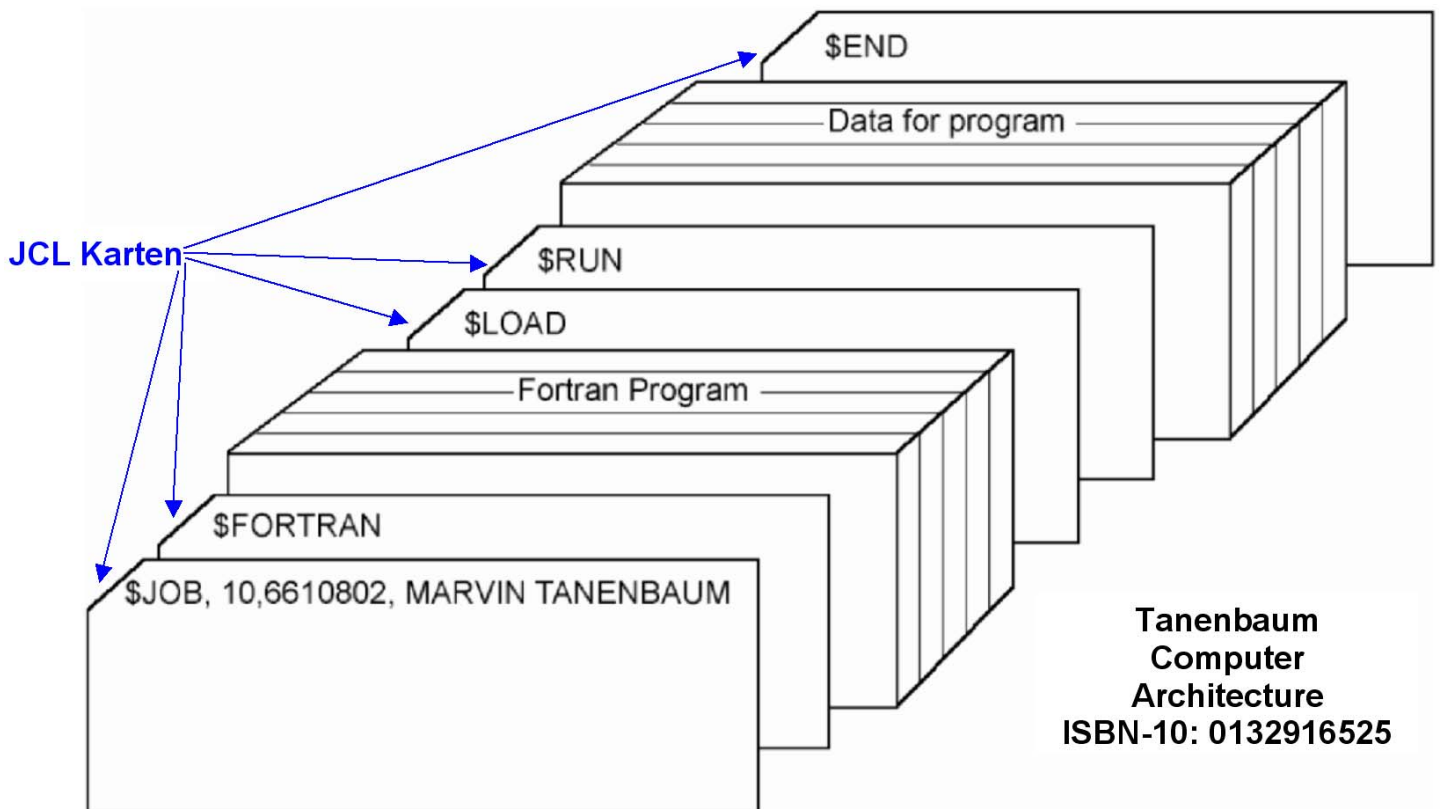 $END
Data for program
JCL Karten
$RUN
$LOAD
Fortran Program
$FORTRAN
$JOB, 10,6610802, MARVIN TANENBAUM
Tanenbaum
Computer
Architecture
ISBN-10: 0132916525